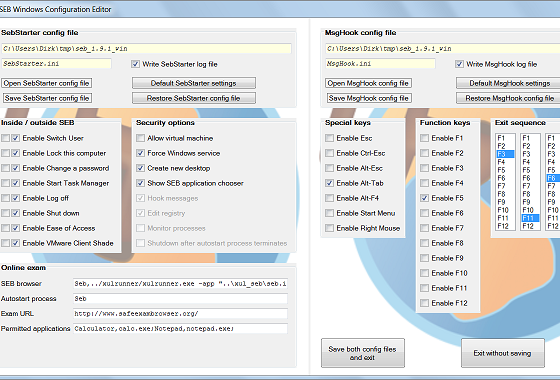 SEB Windows Configuration Editor
SebStarter config file
C:\Users\Dirk\tmp\seb_1.9.1_win
SebStarter.ini
Write SebStarter log file
Open SebStarter config file
Default SebStarter settings
Save SebStarter config file
Restore SebStarter config file
Inside / outside SEB
Enable Switch User
Enable Lock this computer
Enable Change a password
Enable Start Task Manager
Enable Log off
Enable Shut down
Enable Ease of Access
Enable VMware Client Shade
Security options
Allow virtual machine
Force Windows service
Create new desktop
Show SEB application chooser
Hook messages
Edit registry
Monitor processes
Shutdown after autostart process terminates
Online exam
SEB browser
Seb,../xulrunner/xulrunner.exe -app "..\xul_seb\seb.i
Autostart process
Seb
Exam URL
http://www.safeexambrowser.org/
Permitted applications
Calculator,calc.exe;Notepad,notepad.exe;
MsgHook config file
C:\Users\Dirk\tmp\seb_1.9.1_win
MsgHook.ini
Write MsgHook log file
Open MsgHook config file
Default MsgHook settings
Save MsgHook config file
Restore MsgHook config file
Special keys
Enable Esc
Enable Ctrl-Esc
Enable Alt-Esc
Enable Alt-Tab
Enable Alt-F4
Enable Start Menu
Enable Right Mouse
Function keys
Enable F1
Enable F2
Enable F3
Enable F4
Enable F5
Enable F6
Enable F7
Enable F8
Enable F9
Enable F10
Enable F11
Enable F12
Exit sequence
F1 F1 F1
F2 F2 F2
F3 F3 F3
F4 F4 F4
F5 F5 F5
F6 F6 F6
F7 F7 F7
F8 F8 F8
F9 F9 F9
F10 F10 F10
F11 F11 F11
F12 F12 F12
Save both config files
and exit
Exit without saving